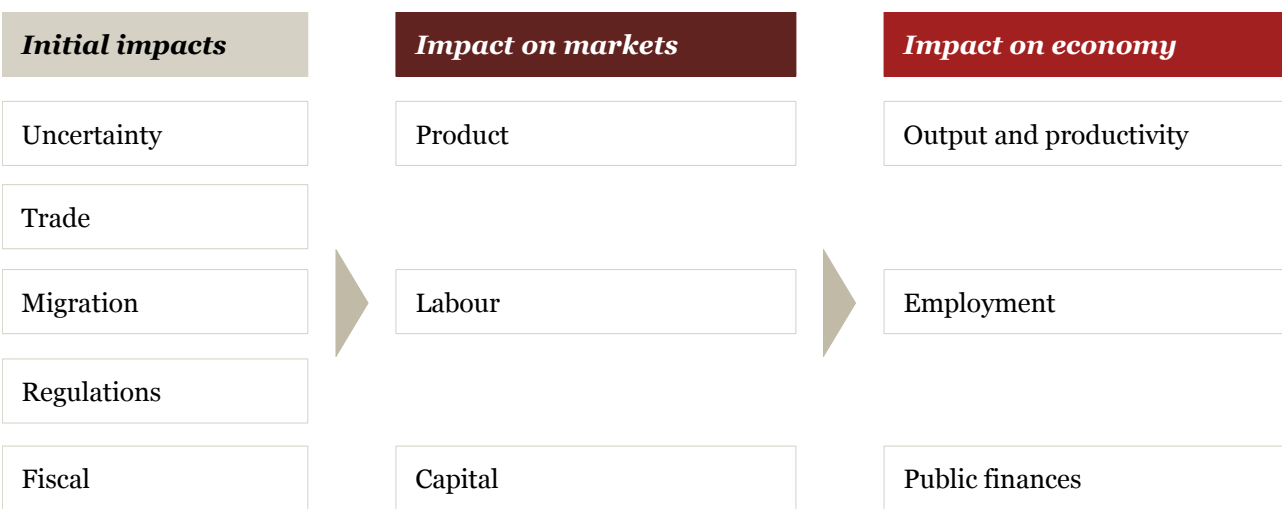 Initial impacts
Impact on markets
Impact on economy
Uncertainty
Product
Output and productivity
Trade
Migration
Labour
Employment
Regulations
Fiscal
Capital
Public finances